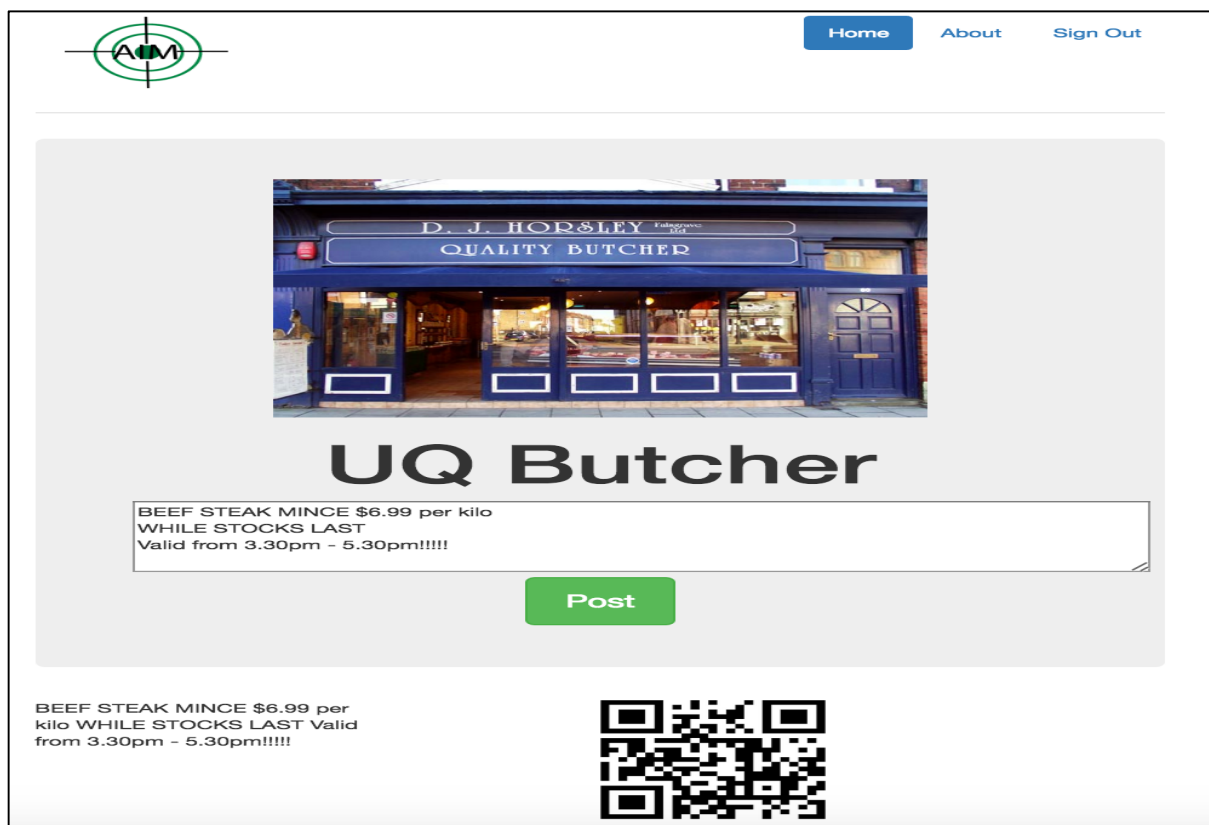 AIM
Home About Sign Out
D. J. HORSLEY Falsgrave Ltd
QUALITY BUTCHER
UQ Butcher
BEEF STEAK MINCE $6.99 per kilo
WHILE STOCKS LAST
Valid from 3.30pm - 5.30pm!!!!!
Post
BEEF STEAK MINCE $6.99 per
kilo WHILE STOCKS LAST Valid
from 3.30pm - 5.30pm!!!!!